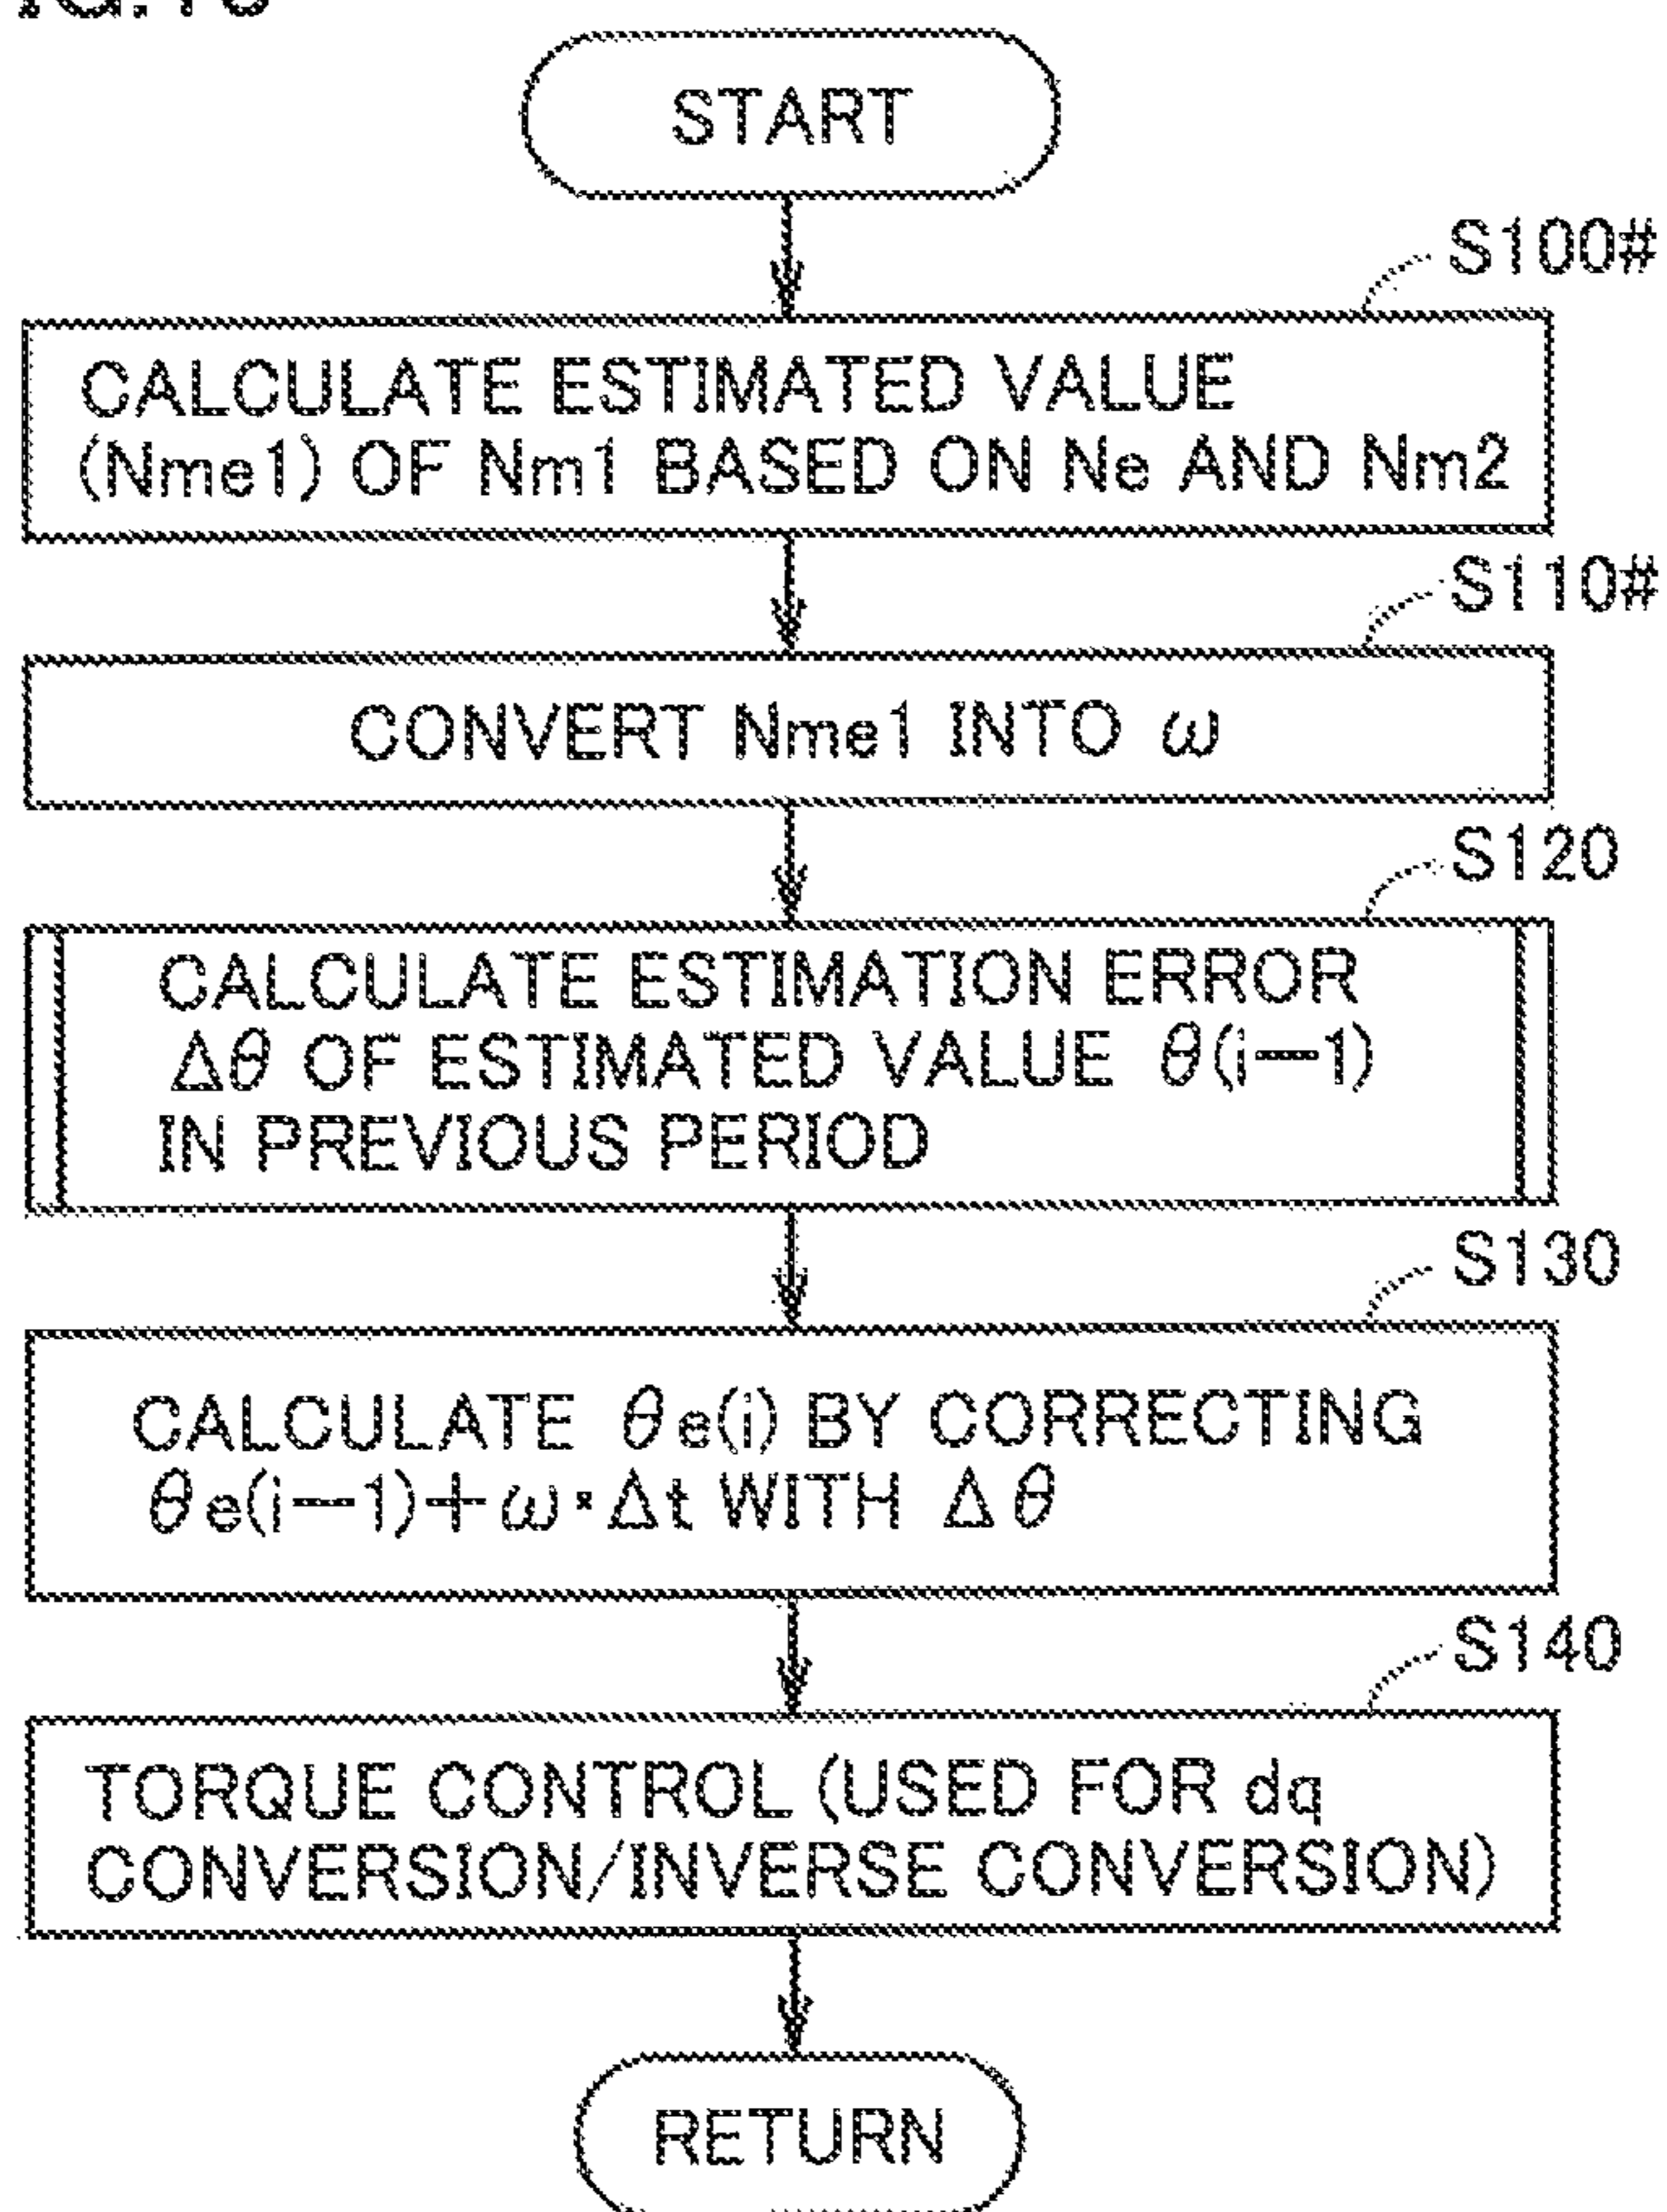 START
S100#
CALCULATE ESTIMATED VALUE
(Nme1) OF Nm1 BASED ON Ne AND Nm2
S110#
CONVERT Nme1 INTO ω
S120
CALCULATE ESTIMATION ERROR
Δθ OF ESTIMATED VALUE θ(i-1)
IN PREVIOUS PERIOD
S130
CALCULATE θe(i) BY CORRECTING
θe(i-1)+ω·Δt WITH Δθ
S140
TORQUE CONTROL (USED FOR dq
CONVERSION/INVERSE CONVERSION)
RETURN